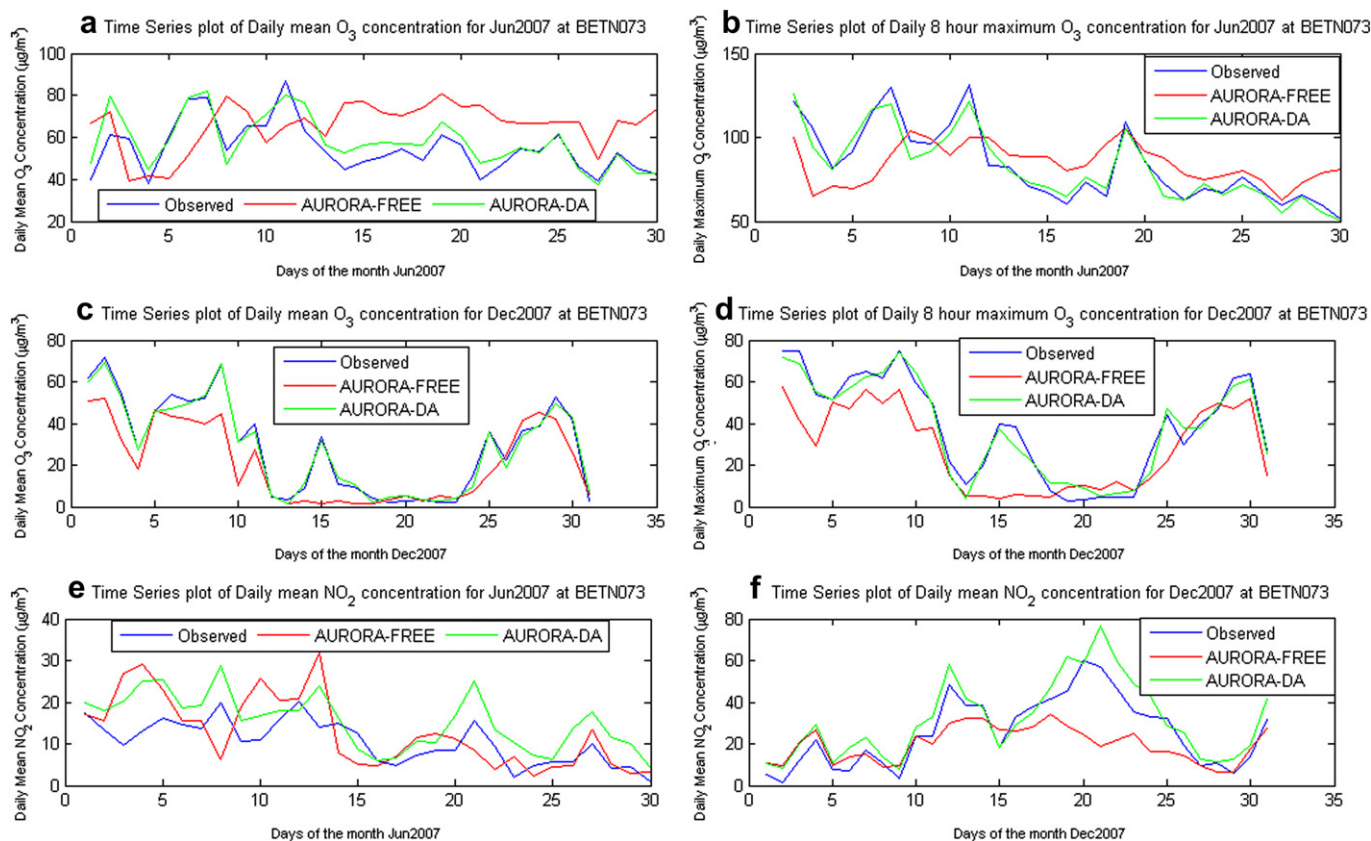 a Time Series plot of Daily mean O3 concentration for Jun2007 at BETN073
Daily Mean O3 Concentration (µg/m³)
100
80
60
40
20
Observed AURORA-FREE AURORA-DA
0 5 10 15 20 25 30
Days of the month Jun2007
b Time Series plot of Daily 8 hour maximum O3 concentration for Jun2007 at BETN073
Daily Maximum O3 Concentration (µg/m³)
150
100
50
Observed
AURORA-FREE
AURORA-DA
0 5 10 15 20 25 30
Days of the month Jun2007
c Time Series plot of Daily mean O3 concentration for Dec2007 at BETN073
Daily Mean O3 Concentration (µg/m³)
80
60
40
20
0
Observed
AURORA-FREE
AURORA-DA
0 5 10 15 20 25 30 35
Days of the month Dec2007
d Time Series plot of Daily 8 hour maximum O3 concentration for Dec2007 at BETN073
Daily Maximum O3 Concentration (µg/m³)
80
60
40
20
0
Observed
AURORA-FREE
AURORA-DA
0 5 10 15 20 25 30 35
Days of the month Dec2007
e Time Series plot of Daily mean NO2 concentration for Jun2007 at BETN073
Daily Mean NO2 Concentration (µg/m³)
40
30
20
10
0
Observed AURORA-FREE AURORA-DA
0 5 10 15 20 25 30
Days of the month Jun2007
f Time Series plot of Daily mean NO2 concentration for Dec2007 at BETN073
Daily Mean NO2 Concentration (µg/m³)
80
60
40
20
0
Observed
AURORA-FREE
AURORA-DA
0 5 10 15 20 25 30 35
Days of the month Dec2007